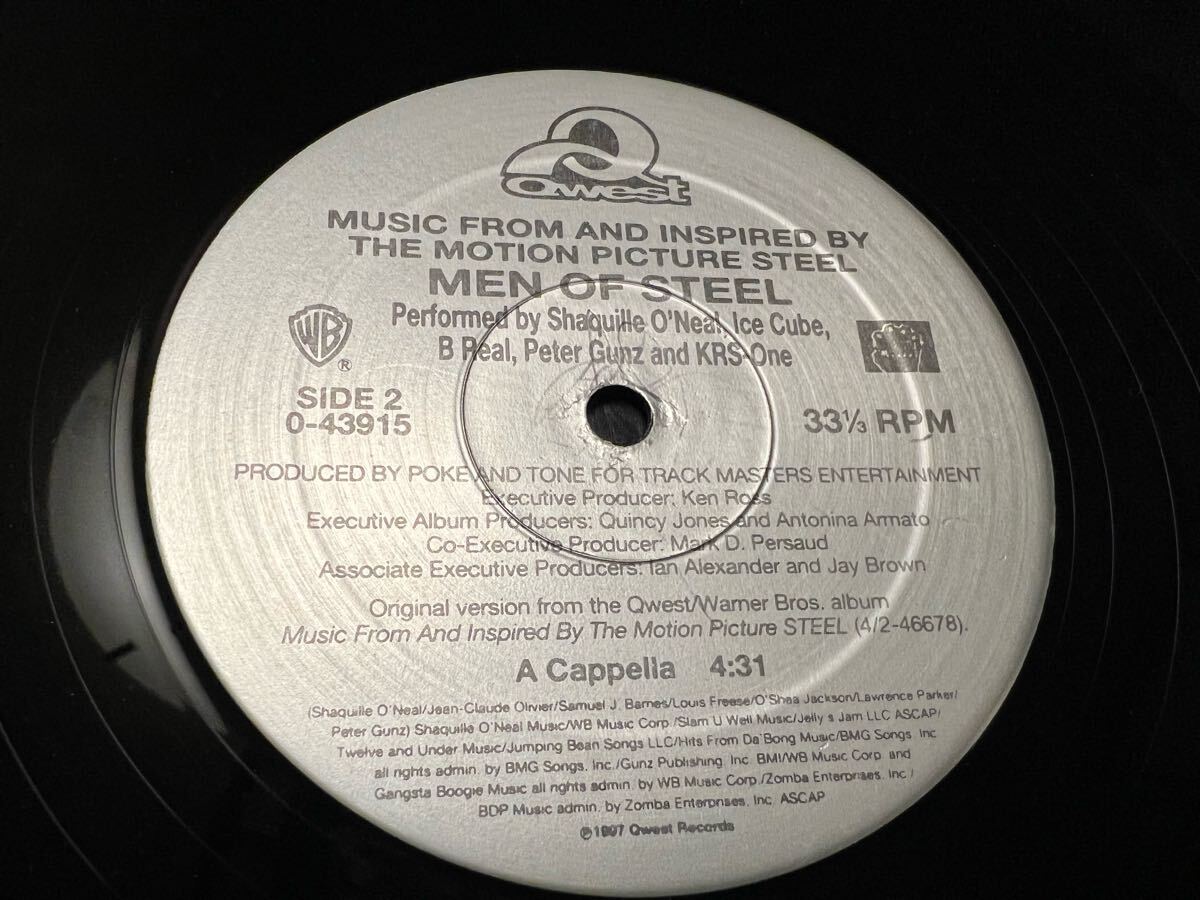 Qwest
MUSIC FROM AND INSPIRED BY
THE MOTION PICTURE STEEL
MEN OF STEEL
Performed by Shaquille O'Neal, Ice Cube,
B Real, Peter Gunz and KRS-One
WB
®
SIDE 2
0-43915
33⅓ RPM
PRODUCED BY POKE AND TONE FOR TRACK MASTERS ENTERTAINMENT
Executive Producer: Ken Ross
Executive Album Producers: Quincy Jones and Antonina Armato
Co-Executive Producer: Mark D. Persaud
Associate Executive Producers: Ian Alexander and Jay Brown
Original version from the Qwest/Warner Bros. album
Music From And Inspired By The Motion Picture STEEL (4/2-46678).
A Cappella 4:31
(Shaquille O'Neal/Jean-Claude Olivier/Samuel J. Barnes/Louis Freese/O'Shea Jackson/Lawrence Parker/
Peter Gunz) Shaquille O'Neal Music/WB Music Corp./Slam U Well Music/Jelly's Jam LLC ASCAP/
Twelve and Under Music/Jumping Bean Songs LLC/Hits From Da'Bong Music/BMG Songs, Inc.
all rights admin. by BMG Songs, Inc./Gunz Publishing, Inc. BMI/WB Music Corp. and
Gangsta Boogie Music all rights admin. by WB Music Corp./Zomba Enterprises, Inc./
BDP Music admin. by Zomba Enterprises, Inc. ASCAP
℗1997 Qwest Records